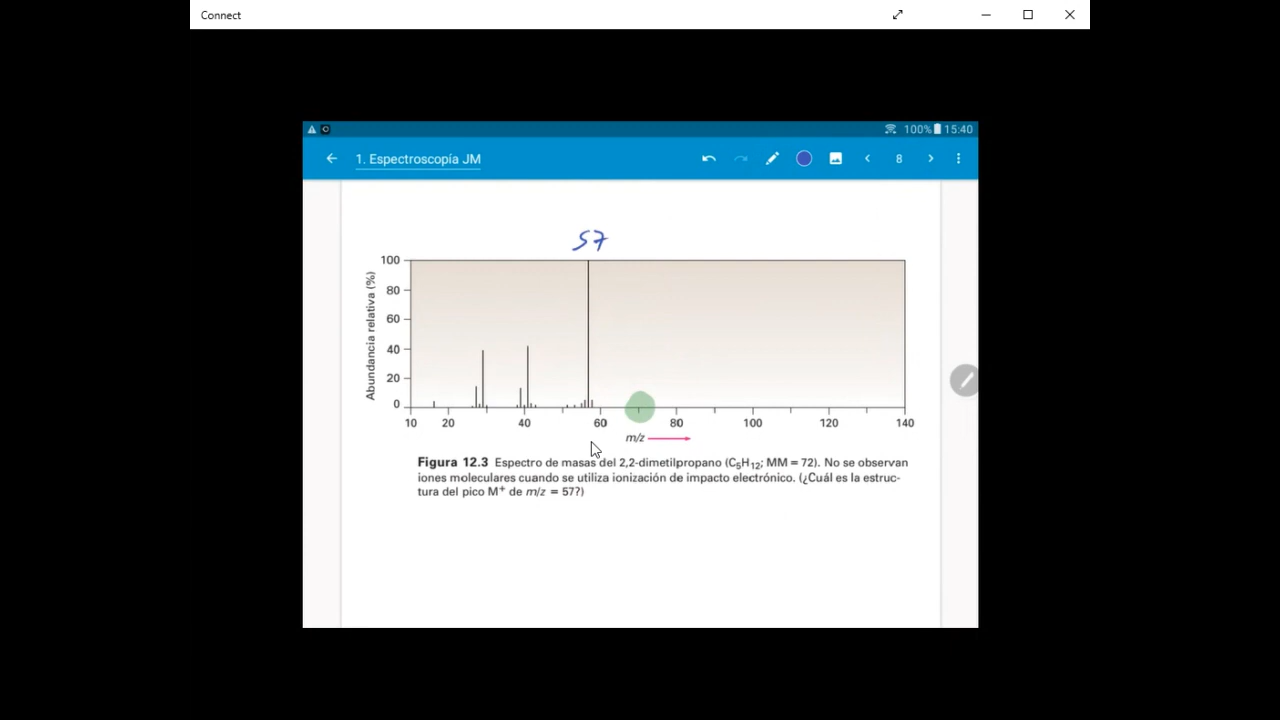 Connect
100% 15:40
1. Espectroscopía JM
8
57
Abundancia relativa (%)
100
80
60
40
20
0
10 20 40 60 80 100 120 140
m/z
Figura 12.3 Espectro de masas del 2,2-dimetilpropano (C₅H₁₂; MM = 72). No se observan
iones moleculares cuando se utiliza ionización de impacto electrónico. (¿Cuál es la estruc-
tura del pico M⁺ de m/z = 57?)